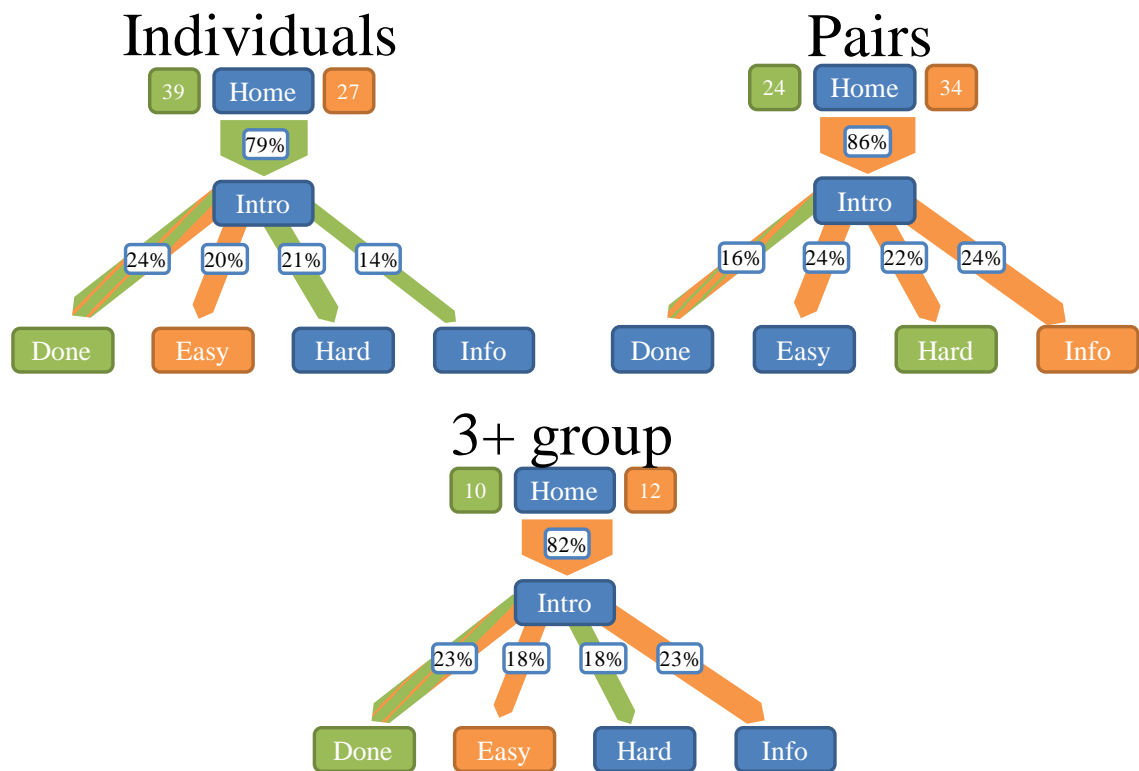 Individuals
39 Home 27
79%
Intro
24% 20% 21% 14%
Done Easy Hard Info
Pairs
24 Home 34
86%
Intro
16% 24% 22% 24%
Done Easy Hard Info
3+ group
10 Home 12
82%
Intro
23% 18% 18% 23%
Done Easy Hard Info